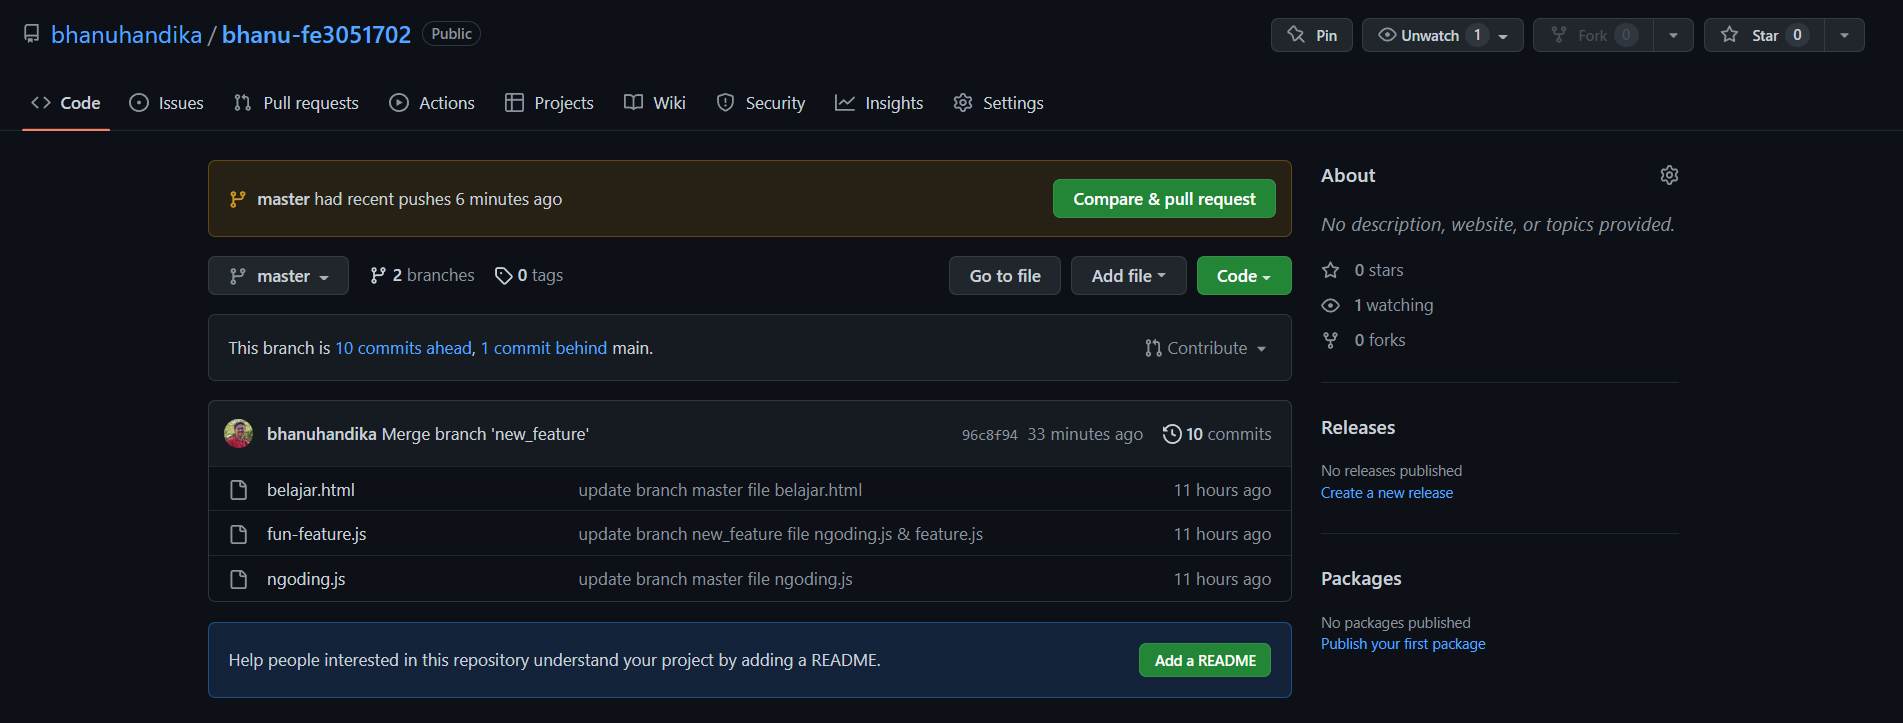 bhanuhandika / bhanu-fe3051702 Public
Pin Unwatch 1 Fork 0 Star 0
Code Issues Pull requests Actions Projects Wiki Security Insights Settings
master had recent pushes 6 minutes ago Compare & pull request
master 2 branches 0 tags Go to file Add file Code
This branch is 10 commits ahead, 1 commit behind main. Contribute
bhanuhandika Merge branch 'new_feature' 96c8f94 33 minutes ago 10 commits
belajar.html update branch master file belajar.html 11 hours ago
fun-feature.js update branch new_feature file ngoding.js & feature.js 11 hours ago
ngoding.js update branch master file ngoding.js 11 hours ago
Help people interested in this repository understand your project by adding a README. Add a README
About
No description, website, or topics provided.
0 stars
1 watching
0 forks
Releases
No releases published
Create a new release
Packages
No packages published
Publish your first package